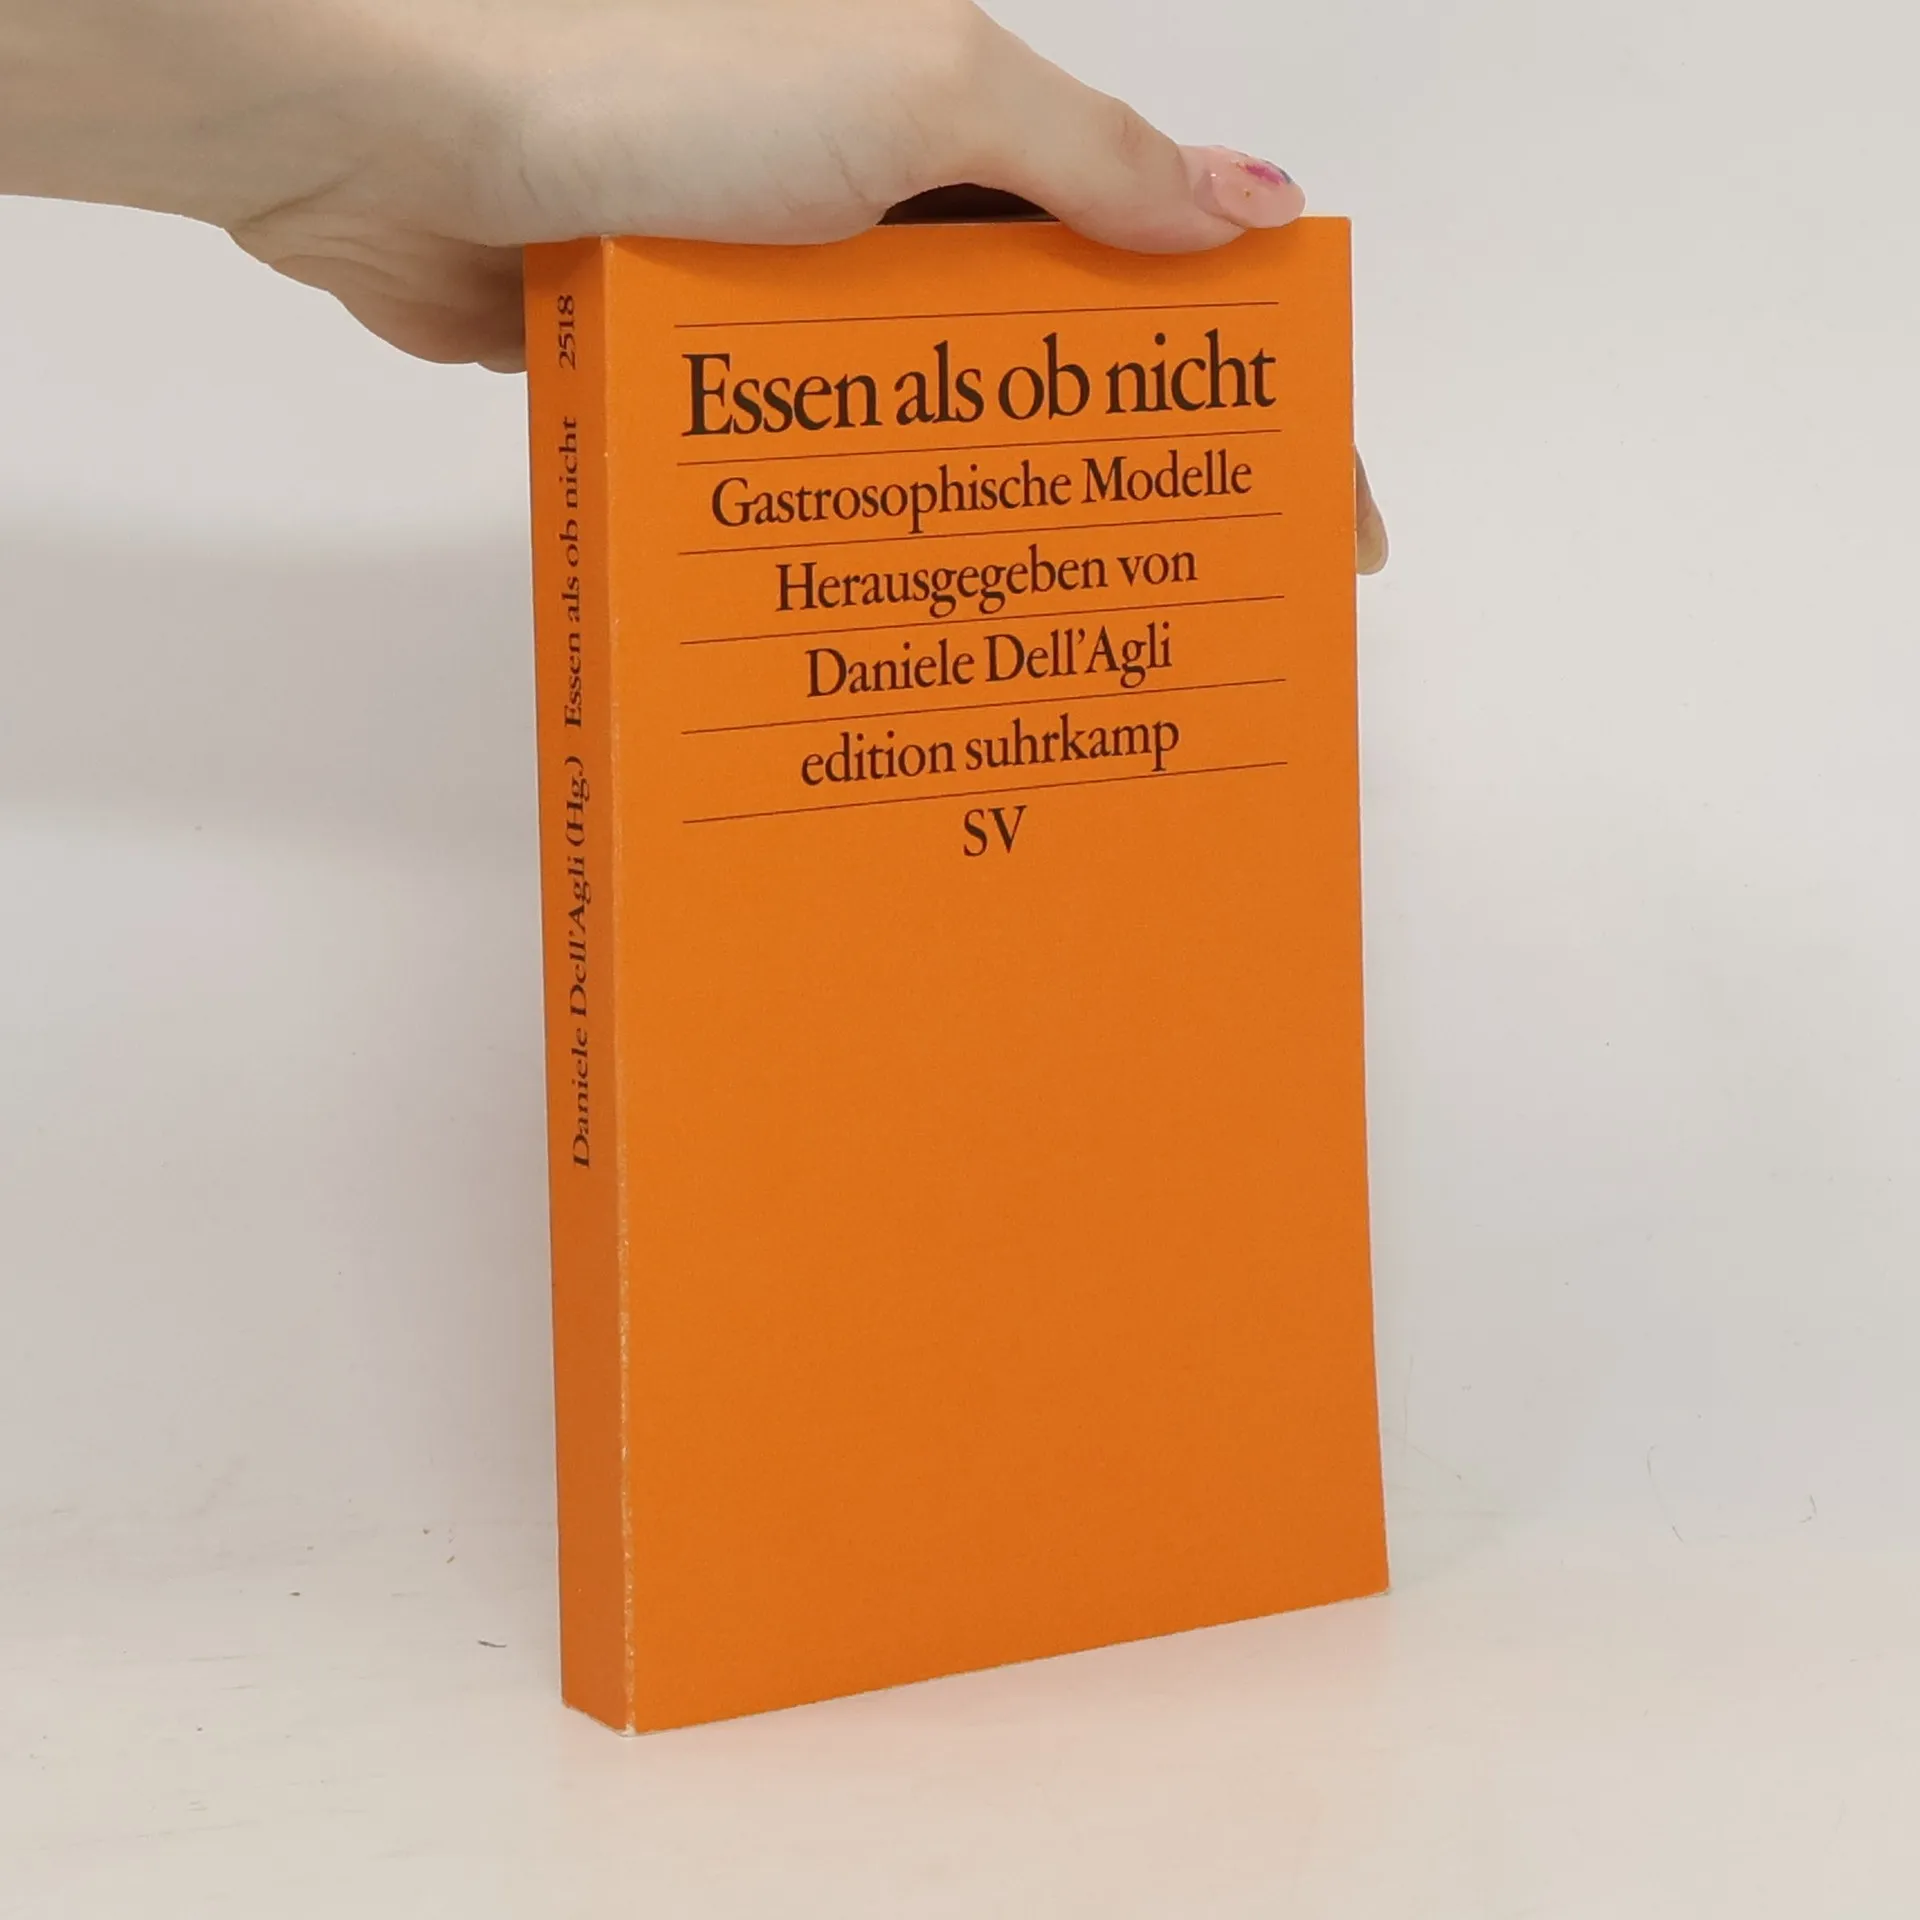 Essen als ob nicht
Gastrosophische Modelle
Herausgegeben von
Daniele Dell’Agli
edition suhrkamp
SV
Daniele Dell’Agli (Hg.) Essen als ob nicht 2518